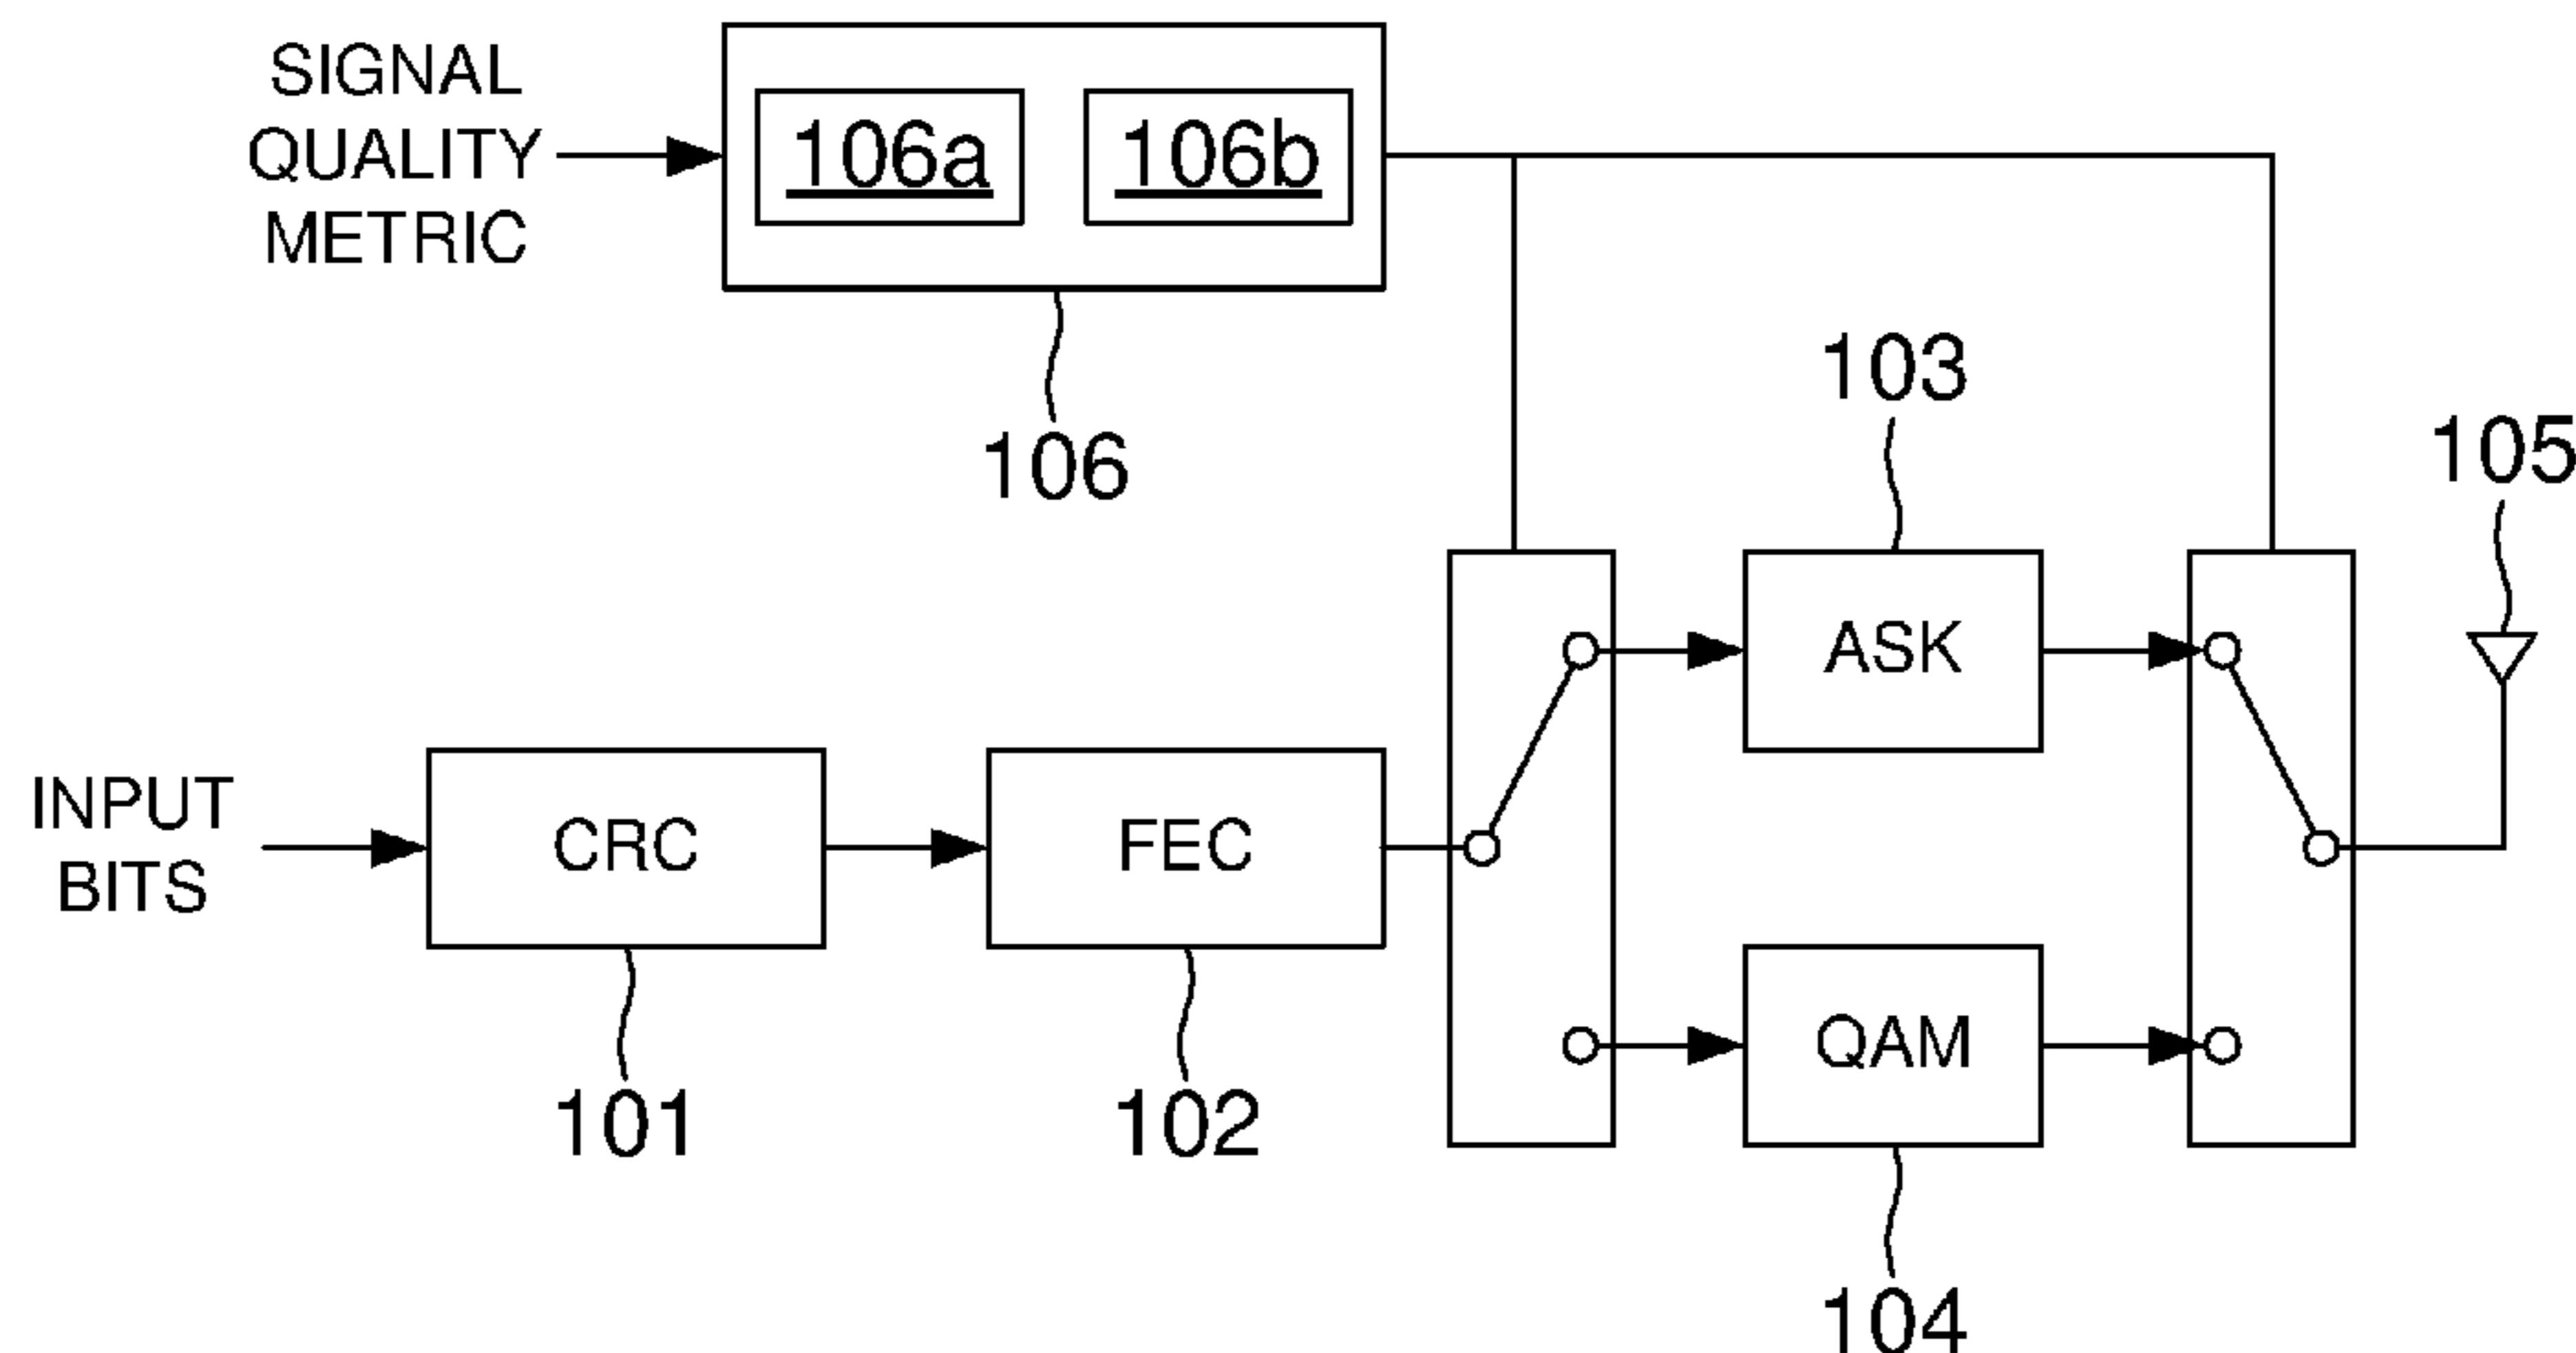 SIGNAL
QUALITY
METRIC
106a
106b
106
103
105
ASK
INPUT
BITS
CRC
FEC
QAM
101
102
104